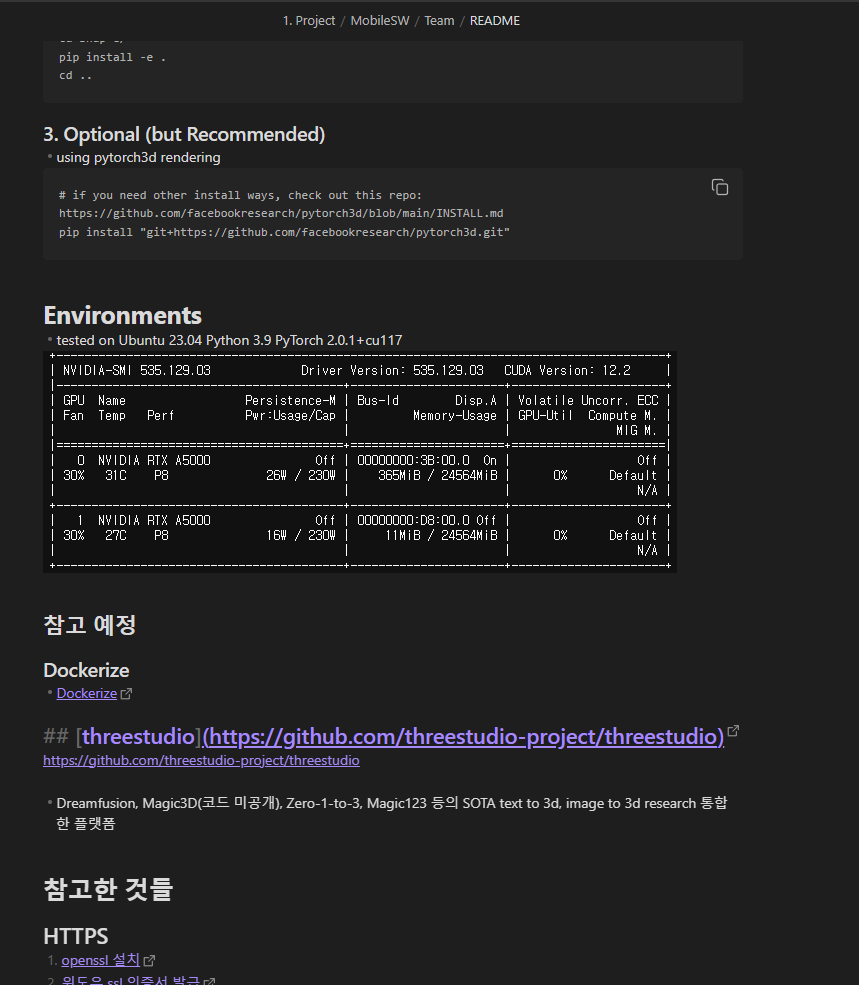 1. Project / MobileSW / Team / README
pip install -e .
cd ..
3. Optional (but Recommended)
• using pytorch3d rendering
# if you need other install ways, check out this repo:
https://github.com/facebookresearch/pytorch3d/blob/main/INSTALL.md
pip install "git+https://github.com/facebookresearch/pytorch3d.git"
Environments
• tested on Ubuntu 23.04 Python 3.9 PyTorch 2.0.1+cu117
NVIDIA-SMI 535.129.03 Driver Version: 535.129.03 CUDA Version: 12.2
GPU Name Persistence-M | Bus-Id Disp.A | Volatile Uncorr. ECC
Fan Temp Perf Pwr:Usage/Cap | Memory-Usage | GPU-Util Compute M.
MIG M.
0 NVIDIA RTX A5000 Off | 00000000:3B:00.0 On | Off
30% 31C P8 26W / 230W | 365MiB / 24564MiB | 0% Default
N/A
1 NVIDIA RTX A5000 Off | 00000000:D8:00.0 Off | Off
30% 27C P8 16W / 230W | 11MiB / 24564MiB | 0% Default
N/A
참고 예정
Dockerize
• Dockerize
## [threestudio](https://github.com/threestudio-project/threestudio)
https://github.com/threestudio-project/threestudio
• Dreamfusion, Magic3D(코드 미공개), Zero-1-to-3, Magic123 등의 SOTA text to 3d, image to 3d research 통합
한 플랫폼
참고한 것들
HTTPS
1. openssl 설치
2. 윈도우 ssl 인증서 발급